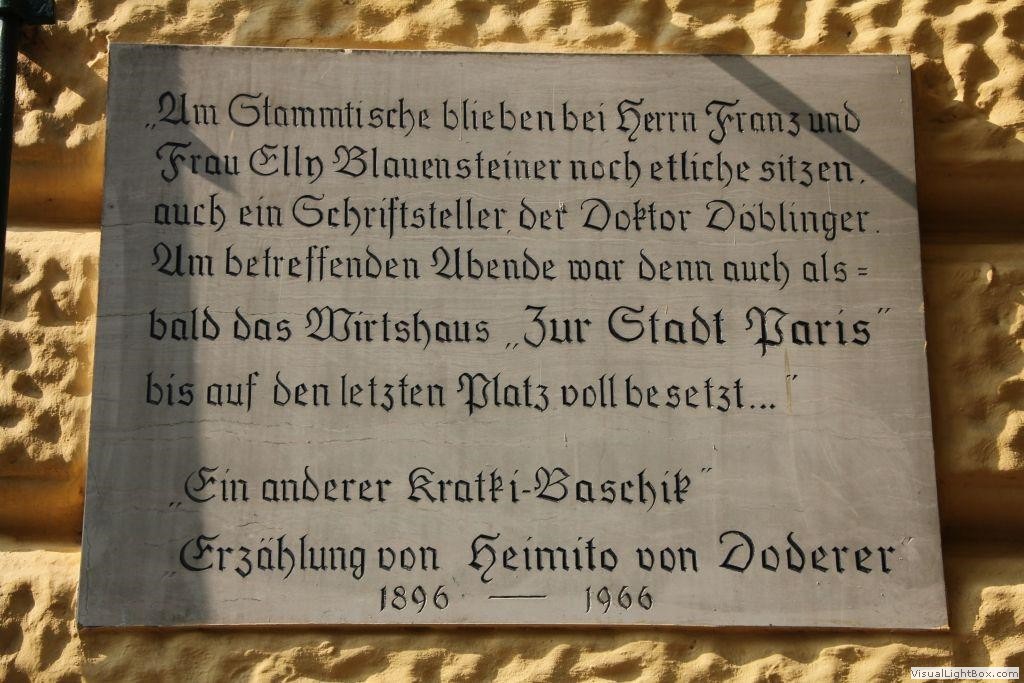 „Am Stammtische blieben bei Herrn Franz und
Frau Elly Blauensteiner noch etliche sitzen,
auch ein Schriftsteller, der Doktor Döblinger.
Am betreffenden Abende war denn auch als=
bald das Wirtshaus „Zur Stadt Paris"
bis auf den letzten Platz voll besetzt..."
„Ein anderer Kratki-Baschik"
„Erzählung von Heimito von Doderer"
1896 — 1966
VisualLightBox.com